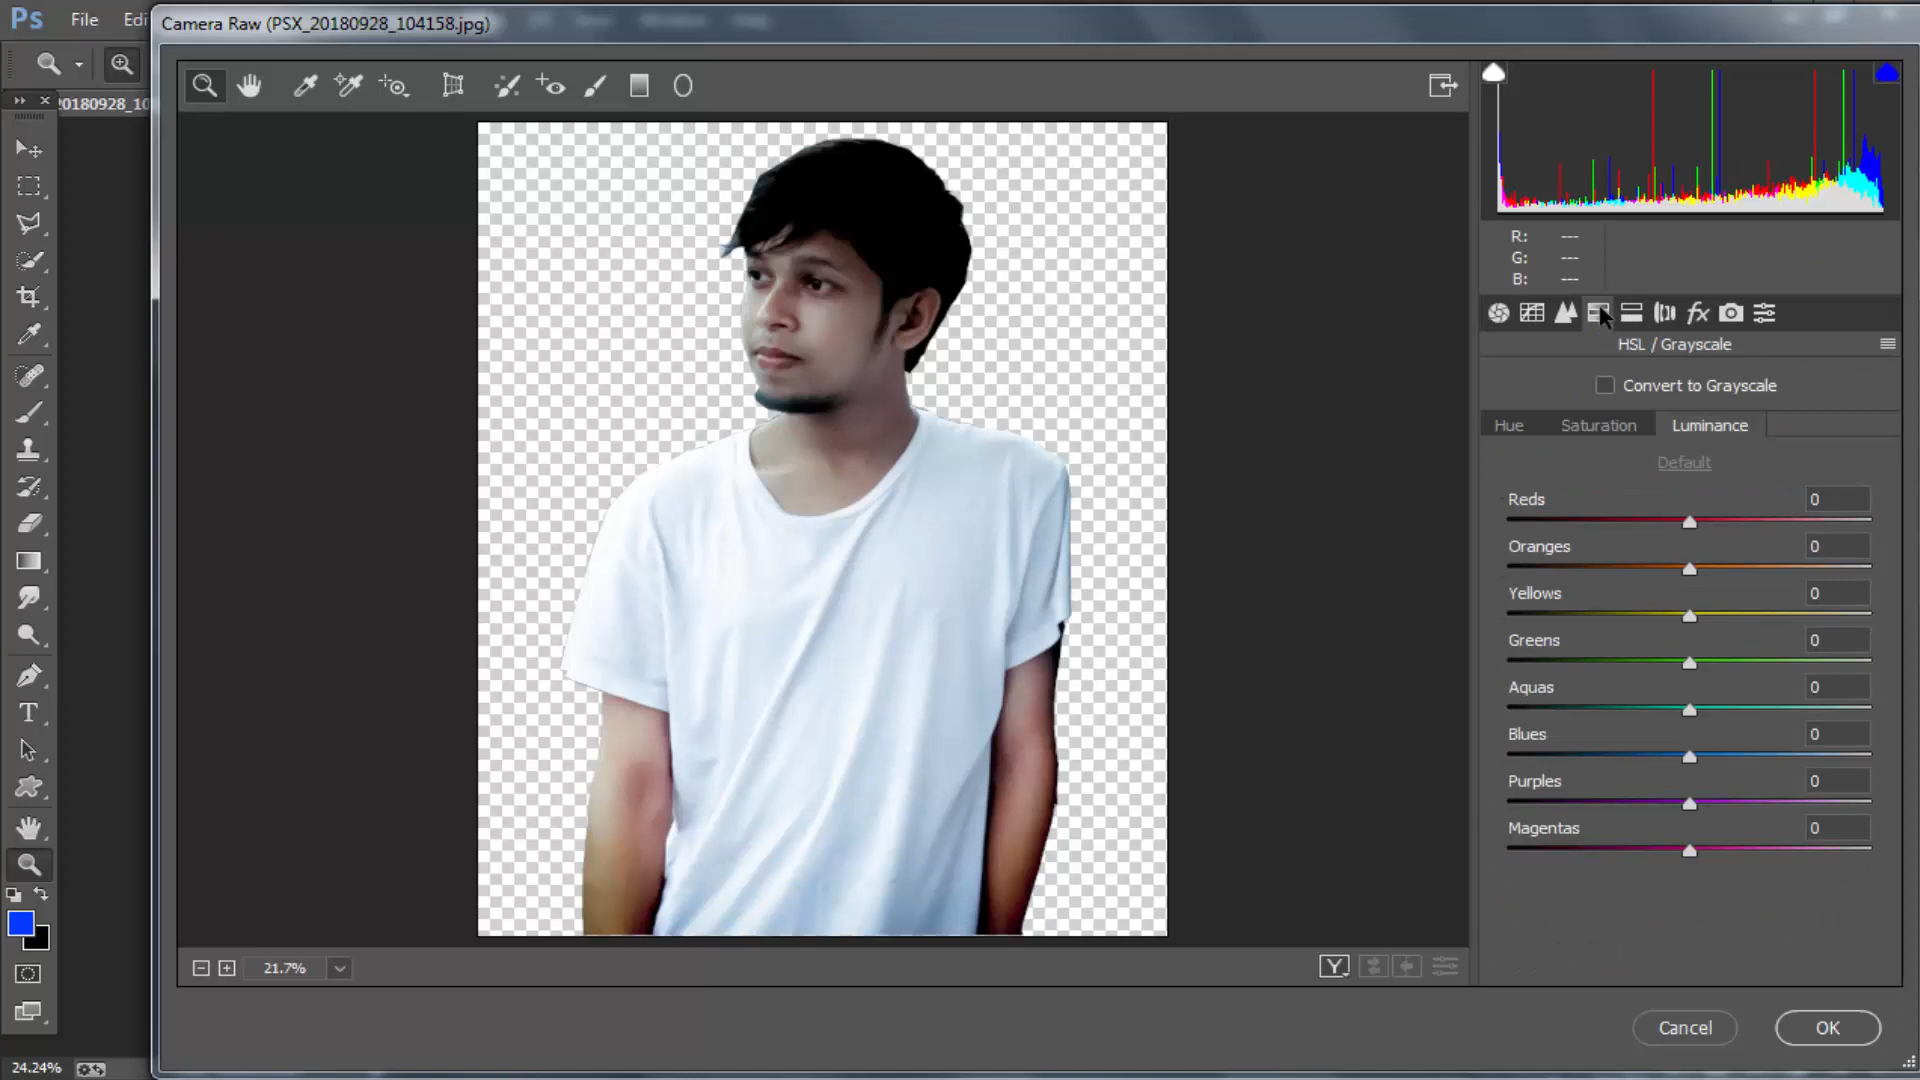 Ps File Edi
Camera Raw (PSX_20180928_104158.jpg)
20180928_10
R: ---
G: ---
B: ---
HSL / Grayscale
Convert to Grayscale
Hue Saturation Luminance
Default
Reds 0
Oranges 0
Yellows 0
Greens 0
Aquas 0
Blues 0
Purples 0
Magentas 0
21.7%
Y
Cancel OK
24.24%